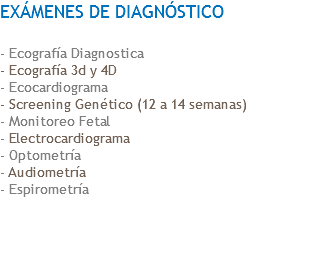 EXÁMENES DE DIAGNÓSTICO
- Ecografía Diagnostica
- Ecografía 3d y 4D
- Ecocardiograma
- Screening Genético (12 a 14 semanas)
- Monitoreo Fetal
- Electrocardiograma
- Optometría
- Audiometría
- Espirometría